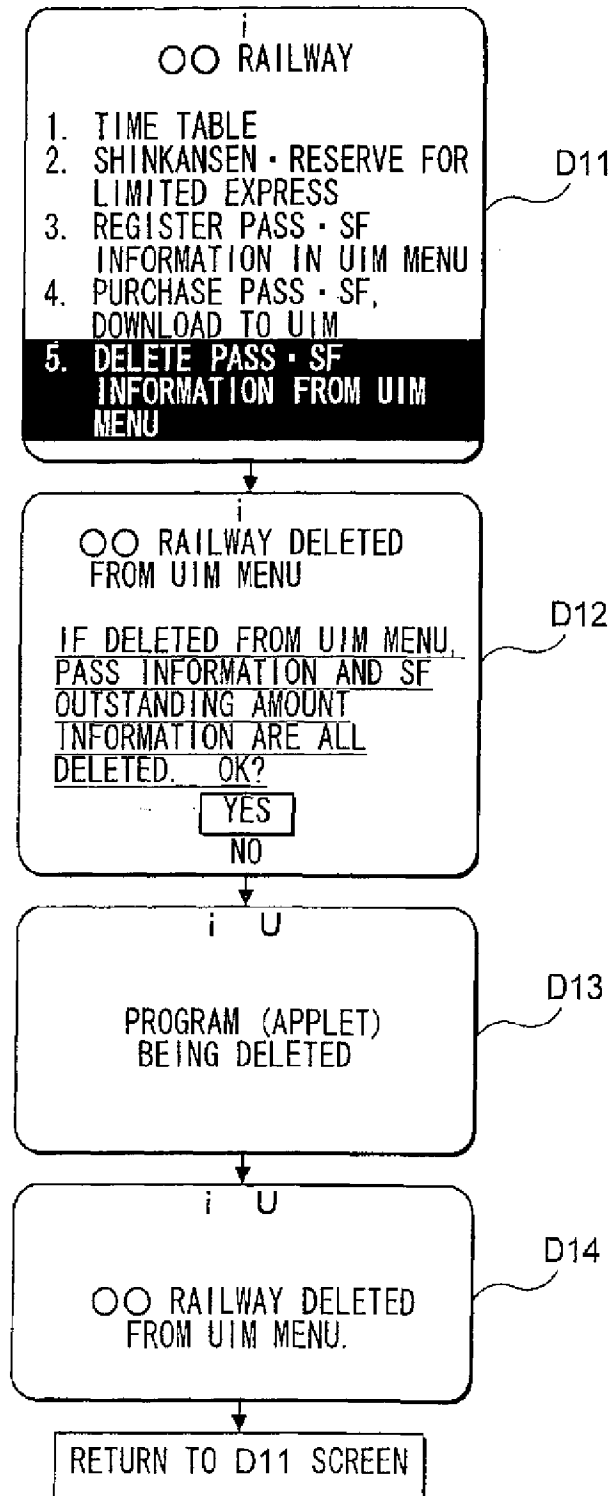 i
○○ RAILWAY
1. TIME TABLE
2. SHINKANSEN・RESERVE FOR
LIMITED EXPRESS
3. REGISTER PASS・SF
INFORMATION IN UIM MENU
4. PURCHASE PASS・SF,
DOWNLOAD TO UIM
5. DELETE PASS・SF
INFORMATION FROM UIM
MENU
D11
i
○○ RAILWAY DELETED
FROM UIM MENU
IF DELETED FROM UIM MENU,
PASS INFORMATION AND SF
OUTSTANDING AMOUNT
INFORMATION ARE ALL
DELETED. OK?
YES
NO
D12
i U
PROGRAM (APPLET)
BEING DELETED
D13
i U
○○ RAILWAY DELETED
FROM UIM MENU.
D14
RETURN TO D11 SCREEN